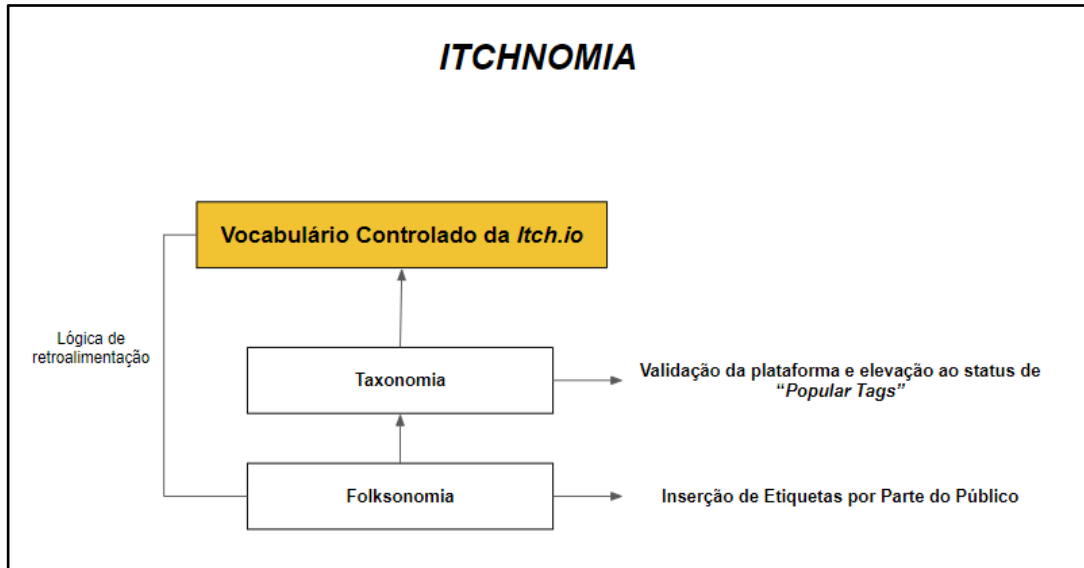 ITCHNOMIA
Vocabulário Controlado da Itch.io
Lógica de
retroalimentação
Taxonomia
Validação da plataforma e elevação ao status de
“Popular Tags”
Folksonomia
Inserção de Etiquetas por Parte do Público